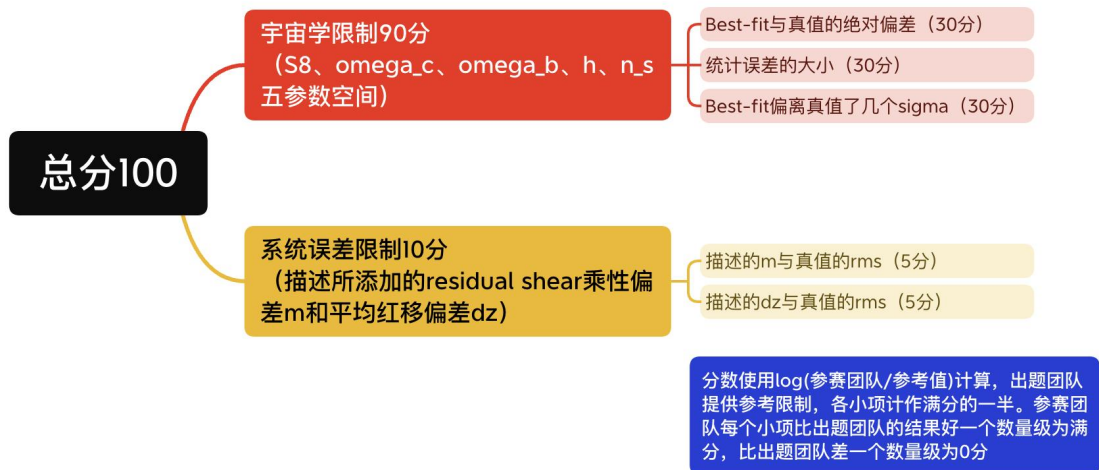 总分100
宇宙学限制90分
（S8、omega_c、omega_b、h、n_s
五参数空间）
Best-fit与真值的绝对偏差（30分）
统计误差的大小（30分）
Best-fit偏离真值了几个sigma（30分）
系统误差限制10分
（描述所添加的residual shear乘性偏
差m和平均红移偏差dz）
描述的m与真值的rms（5分）
描述的dz与真值的rms（5分）
分数使用log(参赛团队/参考值)计算，出题团队
提供参考限制，各小项计作满分的一半。参赛团
队每个小项比出题团队的结果好一个数量级为满
分，比出题团队差一个数量级为0分